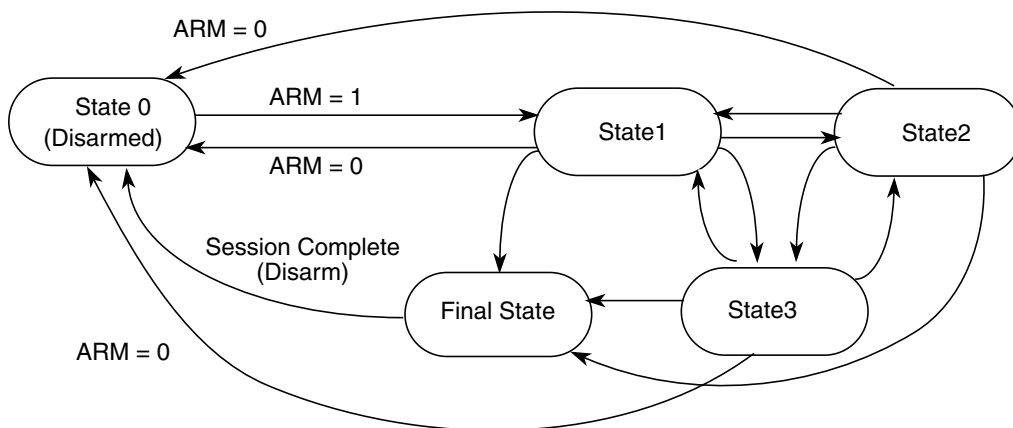 ARM = 0
State 0
(Disarmed)
ARM = 1
State1
State2
ARM = 0
Session Complete
(Disarm)
Final State
State3
ARM = 0